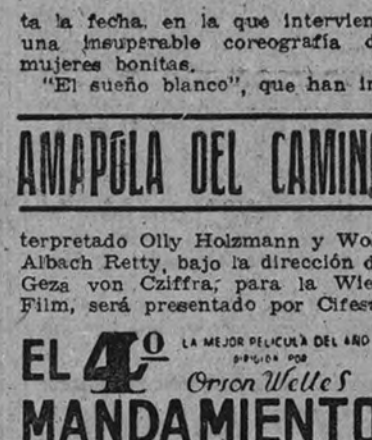 ta la fecha, en la que intervien
una insuperable coreografía d
mujeres bonitas.
"El sueño blanco", que han in
AMAPOLA DEL CAMIN
terpretado Olly Holzmann y Wo
Albach Retty, bajo la dirección d
Geza von Cziffra, para la Wie
Film, será presentado por Cifes
EL 4º
LA MEJOR PELICULA DEL AÑO
DIRIGIDA POR
Orson Welles
MANDAMIENTO